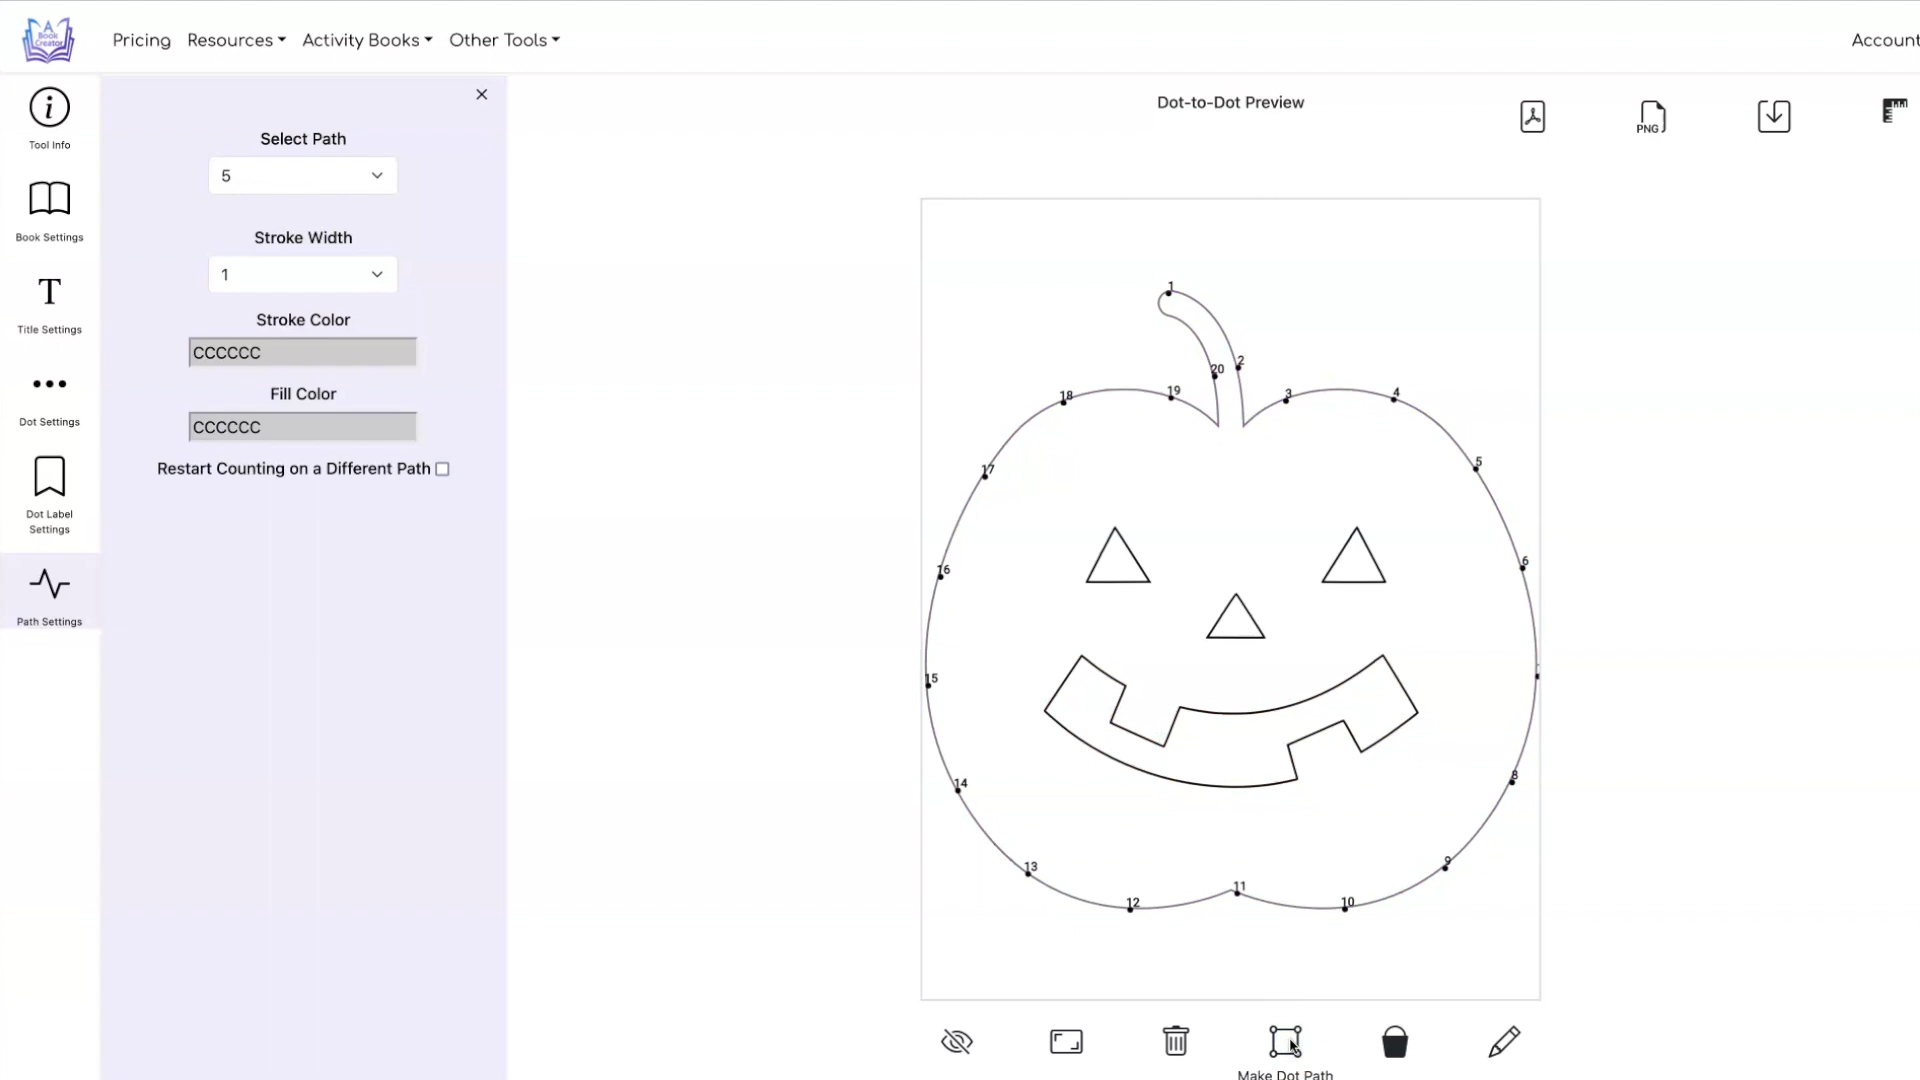 A
Book
Creator
Pricing
Resources
Activity Books
Other Tools
Account
Tool Info
Book Settings
Title Settings
Dot Settings
Dot Label
Settings
Path Settings
Select Path
5
Stroke Width
1
Stroke Color
CCCCCC
Fill Color
CCCCCC
Restart Counting on a Different Path
Dot-to-Dot Preview
PNG
1
2
20
18
19
3
4
17
5
16
6
15
14
8
13
9
12
11
10
Make Dot Path